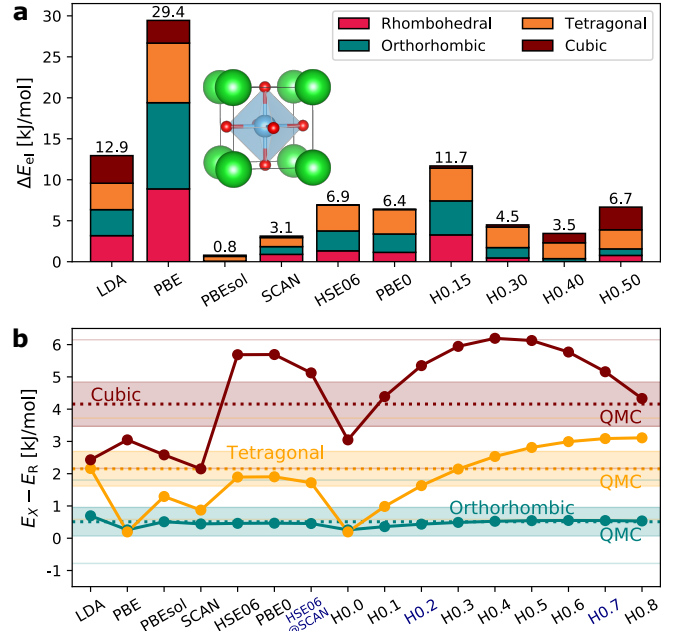 a
ΔE_el [kJ/mol]
30
25
20
15
10
5
0
Rhombohedral
Orthorhombic
Tetragonal
Cubic
12.9
29.4
0.8
3.1
6.9
6.4
11.7
4.5
3.5
6.7
LDA
PBE
PBEsol
SCAN
HSE06
PBE0
H0.15
H0.30
H0.40
H0.50
b
E_X − E_R [kJ/mol]
6
5
4
3
2
1
0
-1
Cubic
QMC
Tetragonal
QMC
Orthorhombic
QMC
LDA
PBE
PBEsol
SCAN
HSE06
PBE0
HSE06
@SCAN
H0.0
H0.1
H0.2
H0.3
H0.4
H0.5
H0.6
H0.7
H0.8